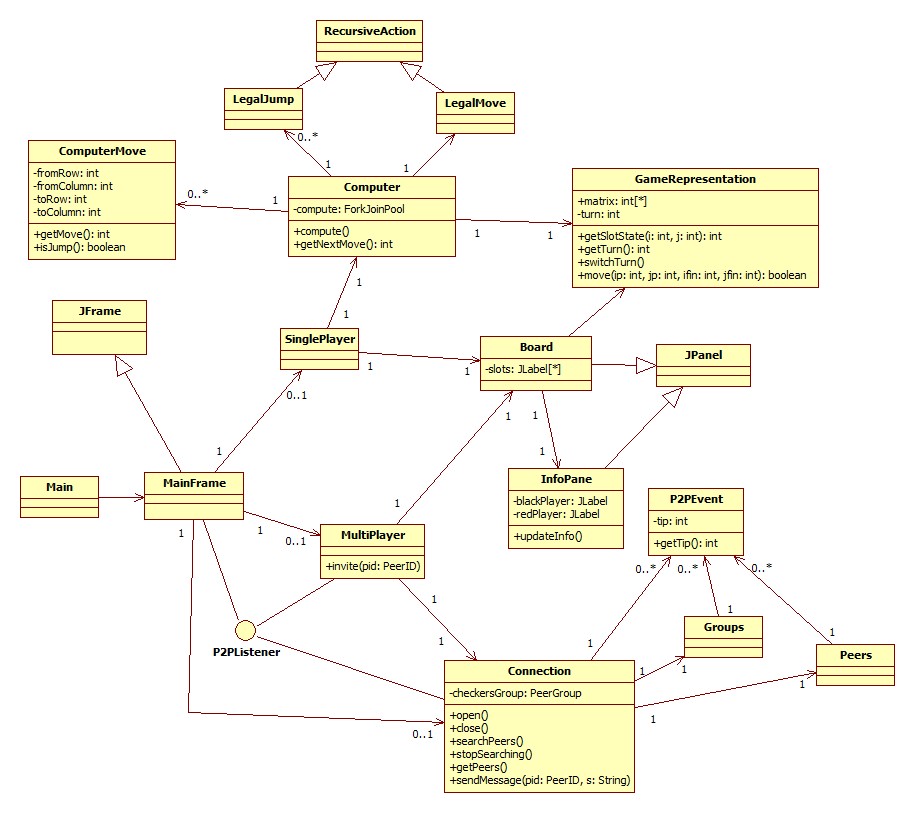 RecursiveAction
LegalJump
LegalMove
0..*
1
1
ComputerMove
-fromRow: int
-fromColumn: int
-toRow: int
-toColumn: int
+getMove(): int
+isJump(): boolean
0..*
1
Computer
-compute: ForkJoinPool
+compute()
+getNextMove(): int
1
1
GameRepresentation
+matrix: int[*]
-turn: int
+getSlotState(i: int, j: int): int
+getTurn(): int
+switchTurn()
+move(ip: int, jp: int, ifin: int, jfin: int): boolean
1
1
JFrame
SinglePlayer
1
1
Board
-slots: JLabel[*]
JPanel
0..1
1
1
1
1
1
InfoPane
-blackPlayer: JLabel
-redPlayer: JLabel
+updateInfo()
Main
MainFrame
1
1
0..1
1
MultiPlayer
+invite(pid: PeerID)
P2PEvent
-tip: int
+getTip(): int
0..*
0..*
0..*
P2PListener
1
1
1
1
1
Groups
Peers
1
1
1
1
Connection
-checkersGroup: PeerGroup
+open()
+close()
+searchPeers()
+stopSearching()
+getPeers()
+sendMessage(pid: PeerID, s: String)
0..1